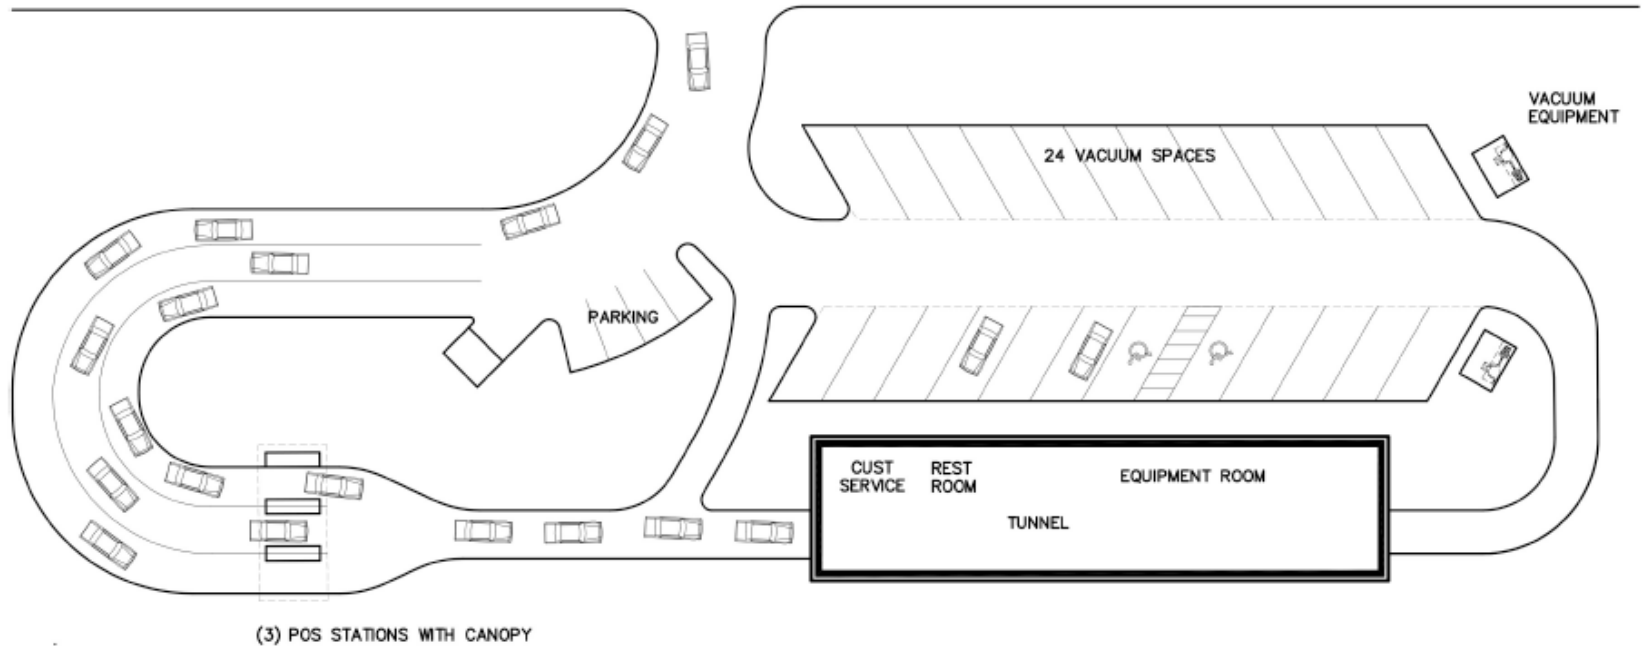 VACUUM
EQUIPMENT
24 VACUUM SPACES
PARKING
CUST
SERVICE
REST
ROOM
EQUIPMENT ROOM
TUNNEL
(3) POS STATIONS WITH CANOPY